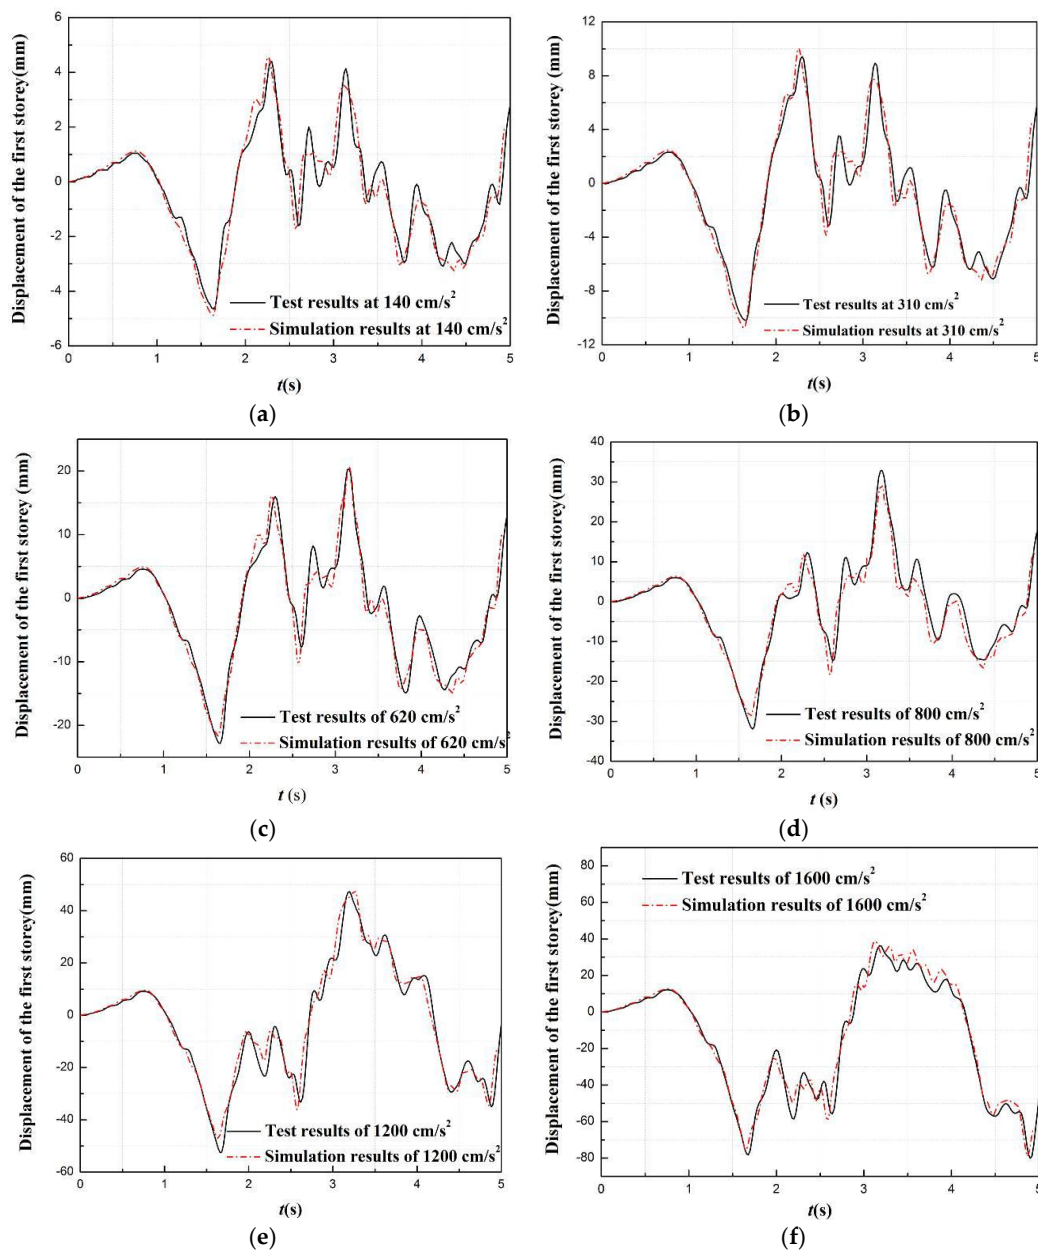 Displacement of the first storey(mm)
6
4
2
0
-2
-4
-6
Test results at 140 cm/s²
Simulation results at 140 cm/s²
0 1 2 3 4 5
t(s)
(a)
Displacement of the first storey (mm)
12
8
4
0
-4
-8
-12
Test results at 310 cm/s²
Simulation results at 310 cm/s²
0 1 2 3 4 5
t(s)
(b)
Displacement of the first storey (mm)
20
10
0
-10
-20
Test results of 620 cm/s²
Simulation results of 620 cm/s²
0 1 2 3 4 5
t (s)
(c)
Displacement of the first storey(mm)
40
30
20
10
0
-10
-20
-30
-40
Test results of 800 cm/s²
Simulation results of 800 cm/s²
0 1 2 3 4 5
t (s)
(d)
Displacement of the first storey(mm)
60
40
20
0
-20
-40
-60
Test results of 1200 cm/s²
Simulation results of 1200 cm/s²
0 1 2 3 4 5
t(s)
(e)
Displacement of the first storey(mm)
80
60
40
20
0
-20
-40
-60
-80
Test results of 1600 cm/s²
Simulation results of 1600 cm/s²
0 1 2 3 4 5
t(s)
(f)